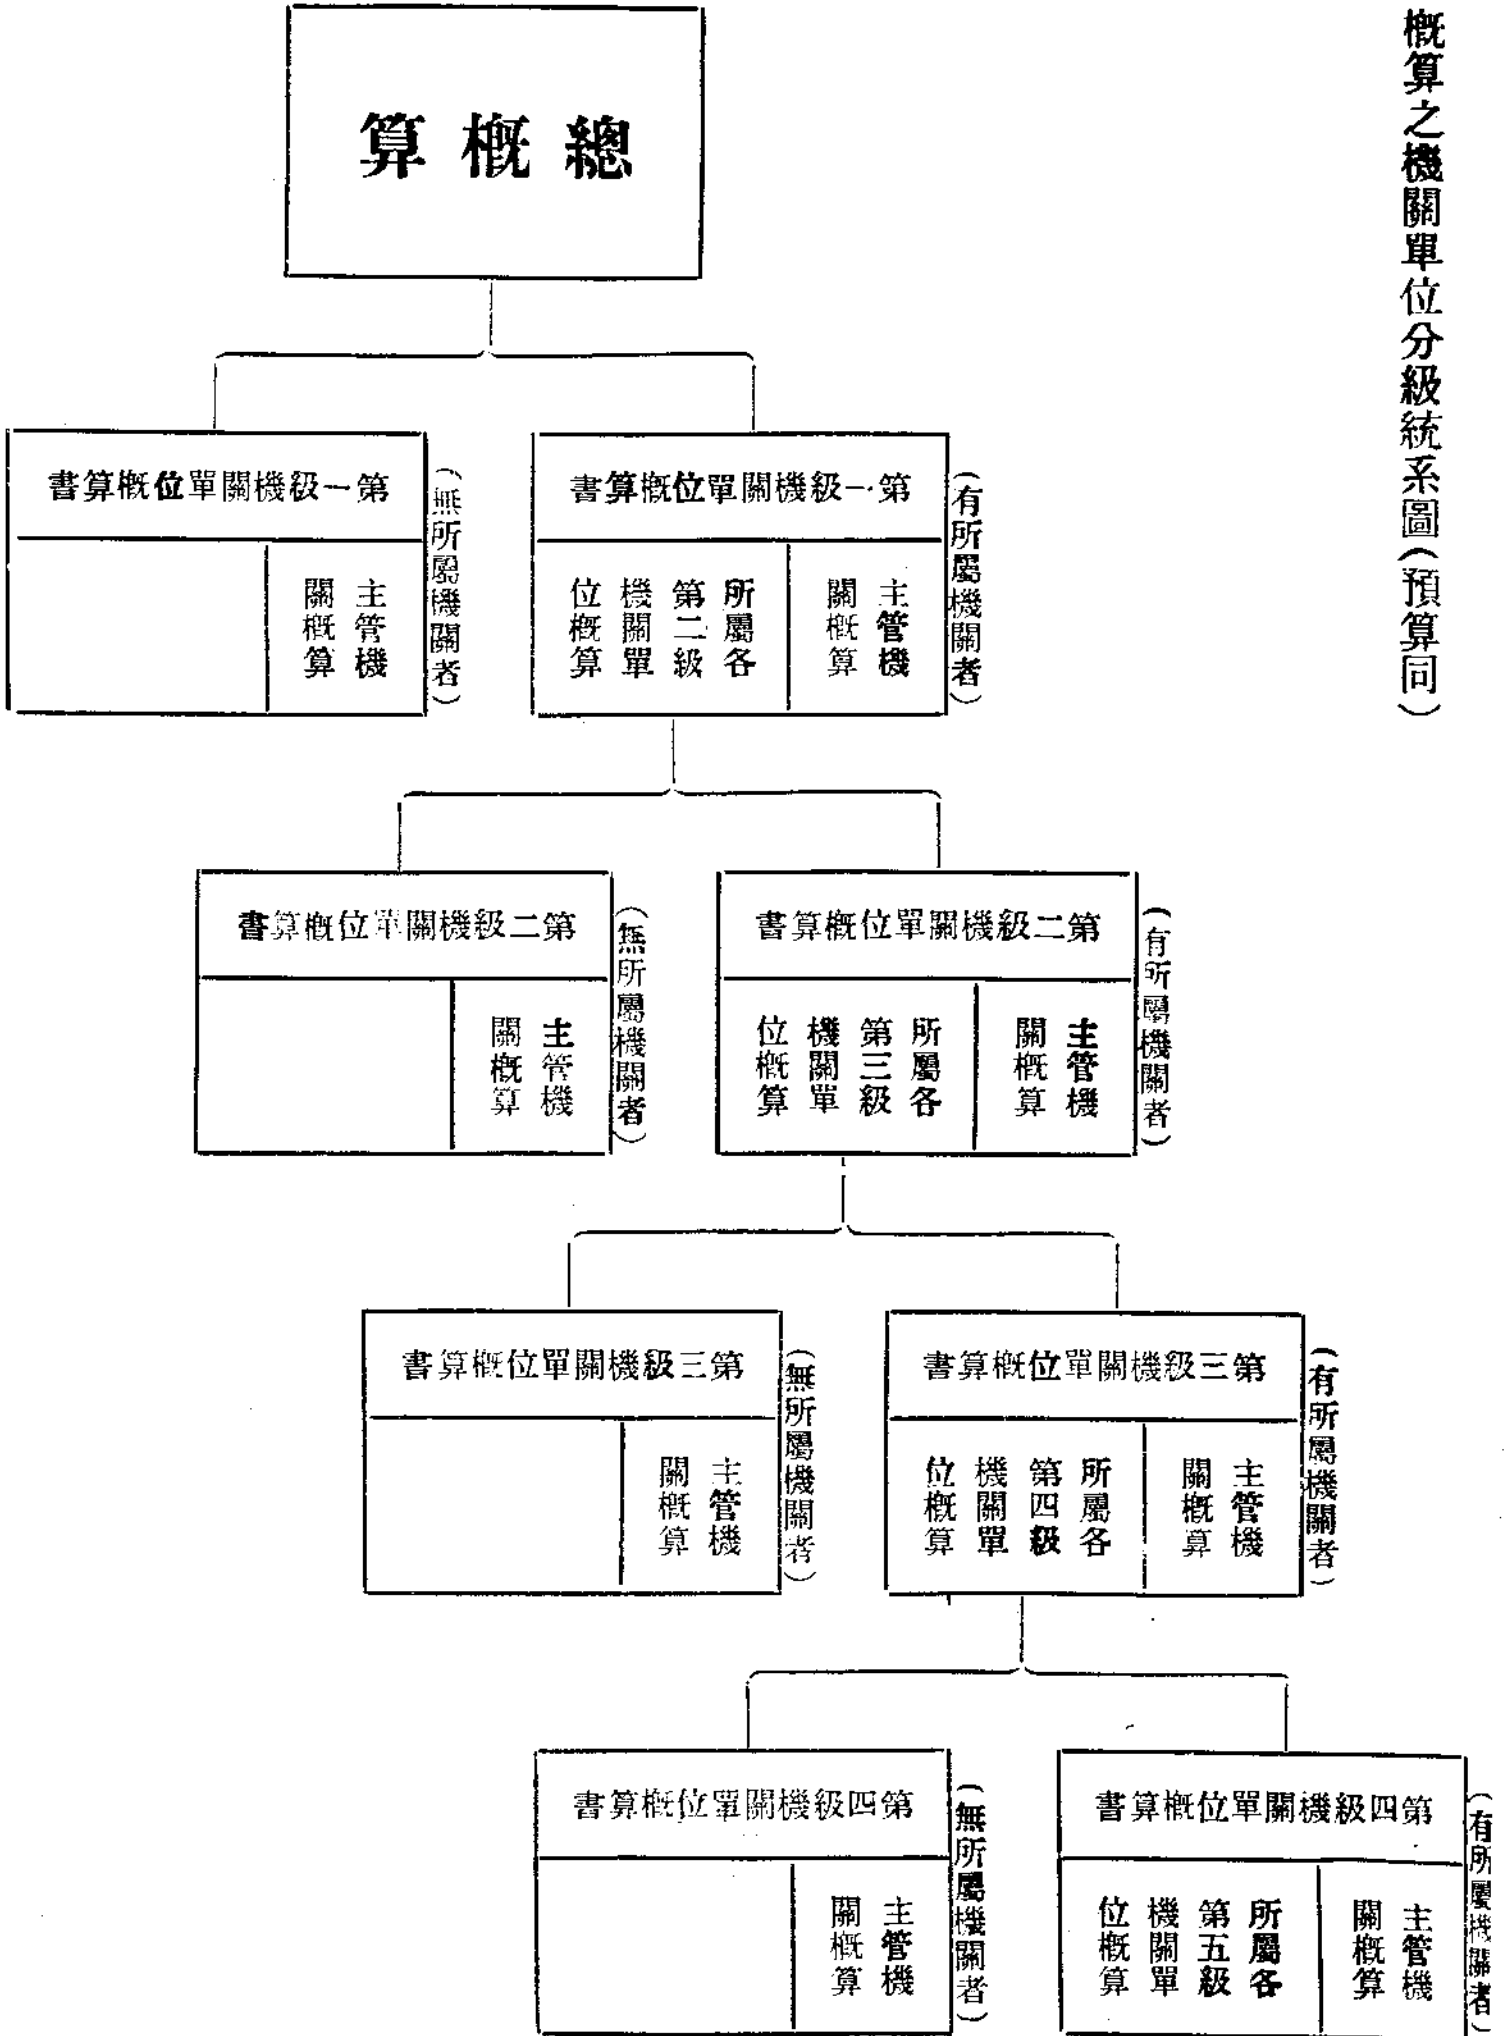 概算之機關單位分級統系圖(預算同)
總概算
(有所屬機關者)
第一級機關單位概算書
主管機
關概算
所屬各
第二級
機關單
位概算
(無所屬機關者)
第一級機關單位概算書
主管機
關概算
(有所屬機關者)
第二級機關單位概算書
主管機
關概算
所屬各
第三級
機關單
位概算
(無所屬機關者)
第二級機關單位概算書
主管機
關概算
(有所屬機關者)
第三級機關單位概算書
主管機
關概算
所屬各
第四級
機關單
位概算
(無所屬機關者)
第三級機關單位概算書
主管機
關概算
(有所屬機關者)
第四級機關單位概算書
主管機
關概算
所屬各
第五級
機關單
位概算
(無所屬機關者)
第四級機關單位概算書
主管機
關概算